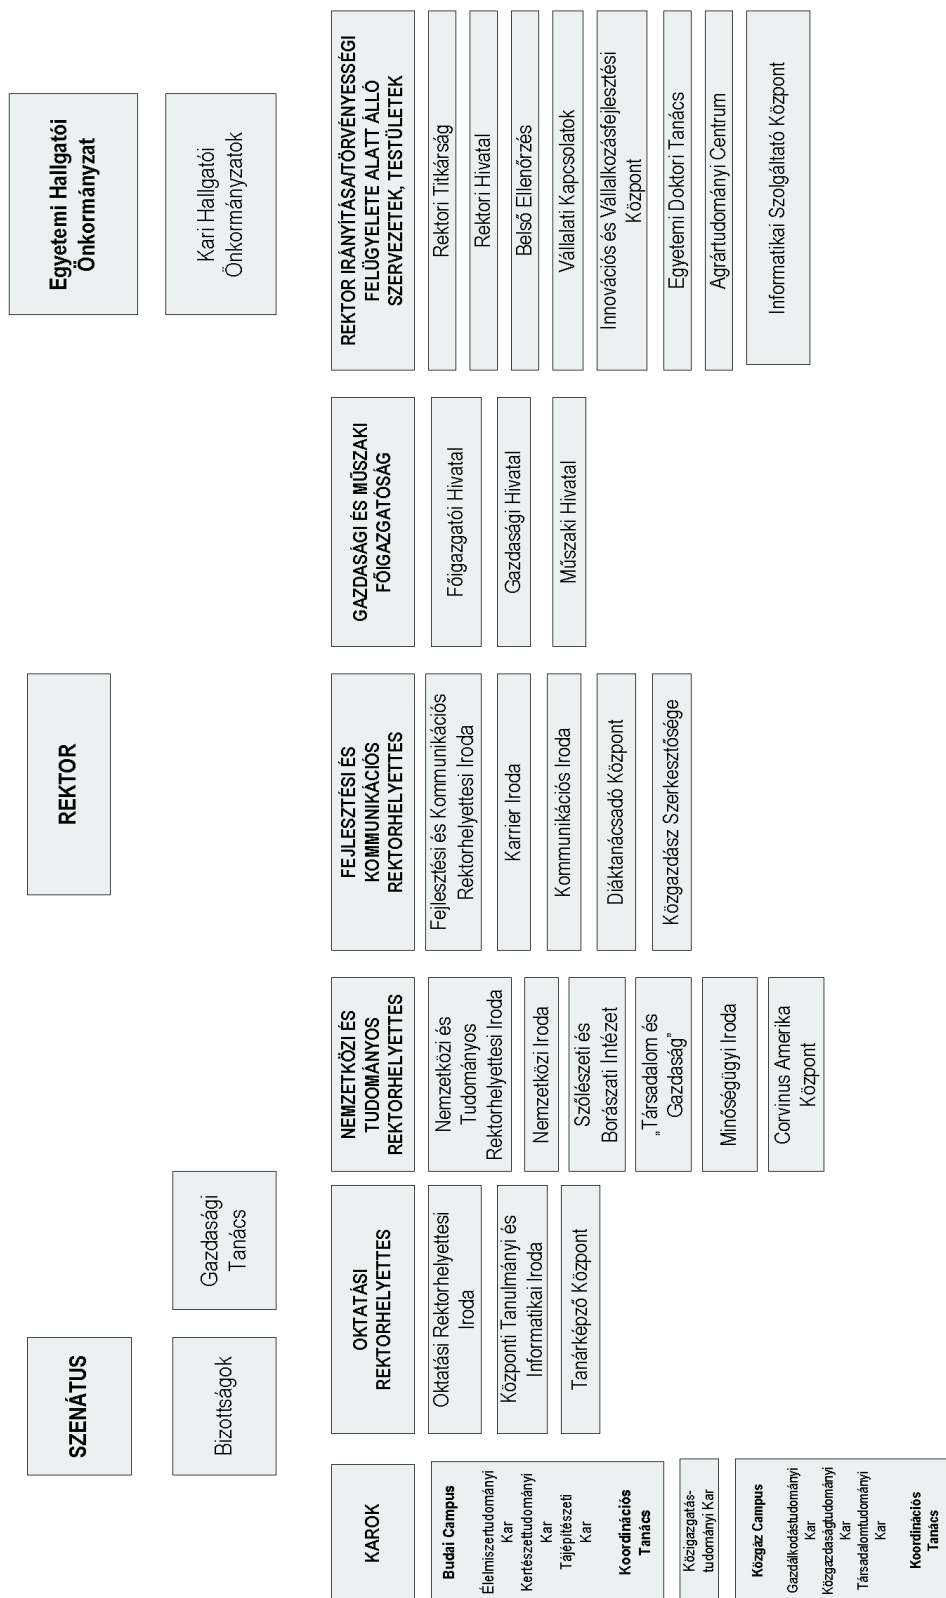 SZENÁTUS
REKTOR
Egyetemi Hallgatói
Önkormányzat
Bizottságok
Gazdasági
Tanács
Kari Hallgatói
Önkormányzatok
KAROK
Budai Campus
Élelmiszertudományi
Kar
Kertészettudományi
Kar
Tájépítészeti
Kar
Koordinációs
Tanács
Közigazgatás-
tudományi Kar
Közgáz Campus
Gazdálkodástudományi
Kar
Közgazdaságtudományi
Kar
Társadalomtudományi
Kar
Koordinációs
Tanács
OKTATÁSI
REKTORHELYETTES
Oktatási Rektorhelyettesi
Iroda
Központi Tanulmányi és
Informatikai Iroda
Tanárképző Központ
NEMZETKÖZI ÉS
TUDOMÁNYOS
REKTORHELYETTES
Nemzetközi és
Tudományos
Rektorhelyettesi Iroda
Nemzetközi Iroda
Szőlészeti és
Borászati Intézet
„Társadalom és
Gazdaság”
Minőségügyi Iroda
Corvinus Amerika
Központ
FEJLESZTÉSI ÉS
KOMMUNIKÁCIÓS
REKTORHELYETTES
Fejlesztési és Kommunikációs
Rektorhelyettesi Iroda
Karrier Iroda
Kommunikációs Iroda
Diáktanácsadó Központ
Közgazdász Szerkesztősége
GAZDASÁGI ÉS MŰSZAKI
FŐIGAZGATÓSÁG
Főigazgatói Hivatal
Gazdasági Hivatal
Műszaki Hivatal
REKTOR IRÁNYÍTÁSA/TÖRVÉNYESSÉGI
FELÜGYELETE ALATT ÁLLÓ
SZERVEZETEK, TESTÜLETEK
Rektori Titkárság
Rektori Hivatal
Belső Ellenőrzés
Vállalati Kapcsolatok
Innovációs és Vállalkozásfejlesztési
Központ
Egyetemi Doktori Tanács
Agrártudományi Centrum
Informatikai Szolgáltató Központ